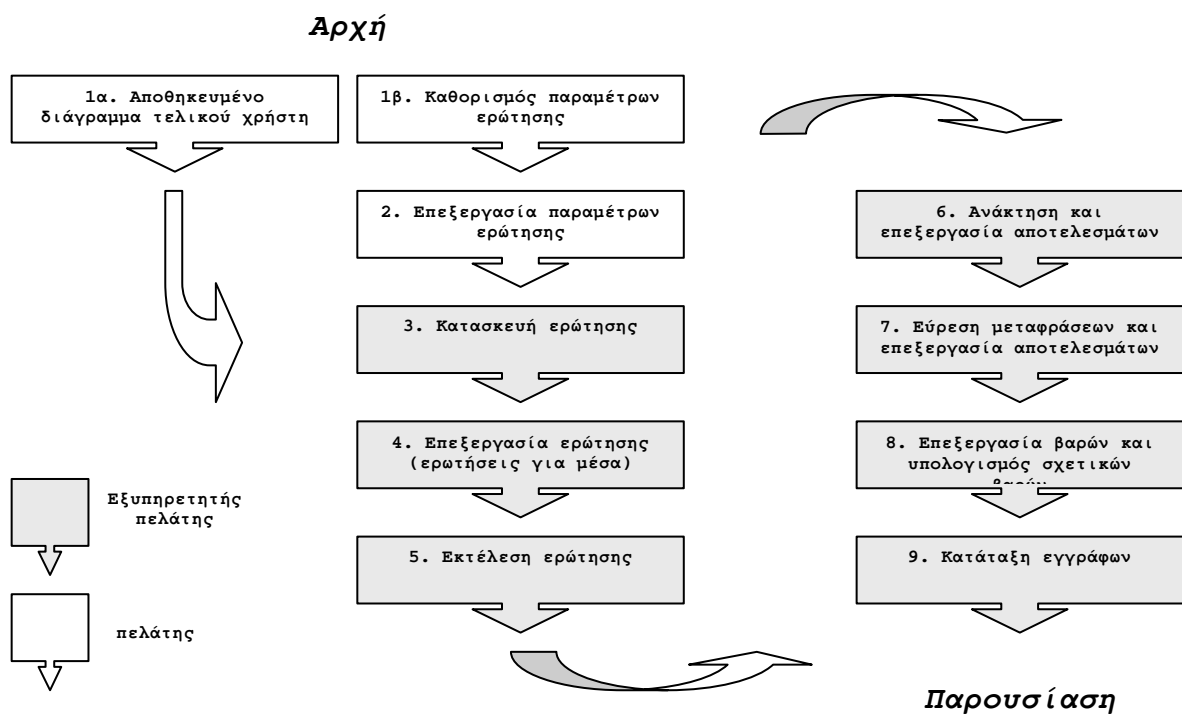 Αρχή
1α. Αποθηκευμένο
διάγραμμα τελικού χρήστη
1β. Καθορισμός παραμέτρων
ερώτησης
2. Επεξεργασία παραμέτρων
ερώτησης
3. Κατασκευή ερώτησης
4. Επεξεργασία ερώτησης
(ερωτήσεις για μέσα)
5. Εκτέλεση ερώτησης
6. Ανάκτηση και
επεξεργασία αποτελεσμάτων
7. Εύρεση μεταφράσεων και
επεξεργασία αποτελεσμάτων
8. Επεξεργασία βαρών και
υπολογισμός σχετικών
βαρών
9. Κατάταξη εγγράφων
Εξυπηρετητής
πελάτης
πελάτης
Παρουσίαση